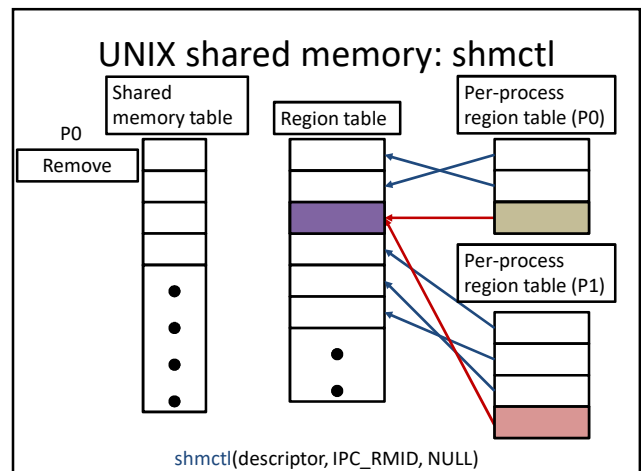 UNIX shared memory: shmctl
Shared
memory table
Region table
Per-process
region table (P0)
P0
Remove
Per-process
region table (P1)
shmctl(descriptor, IPC_RMID, NULL)